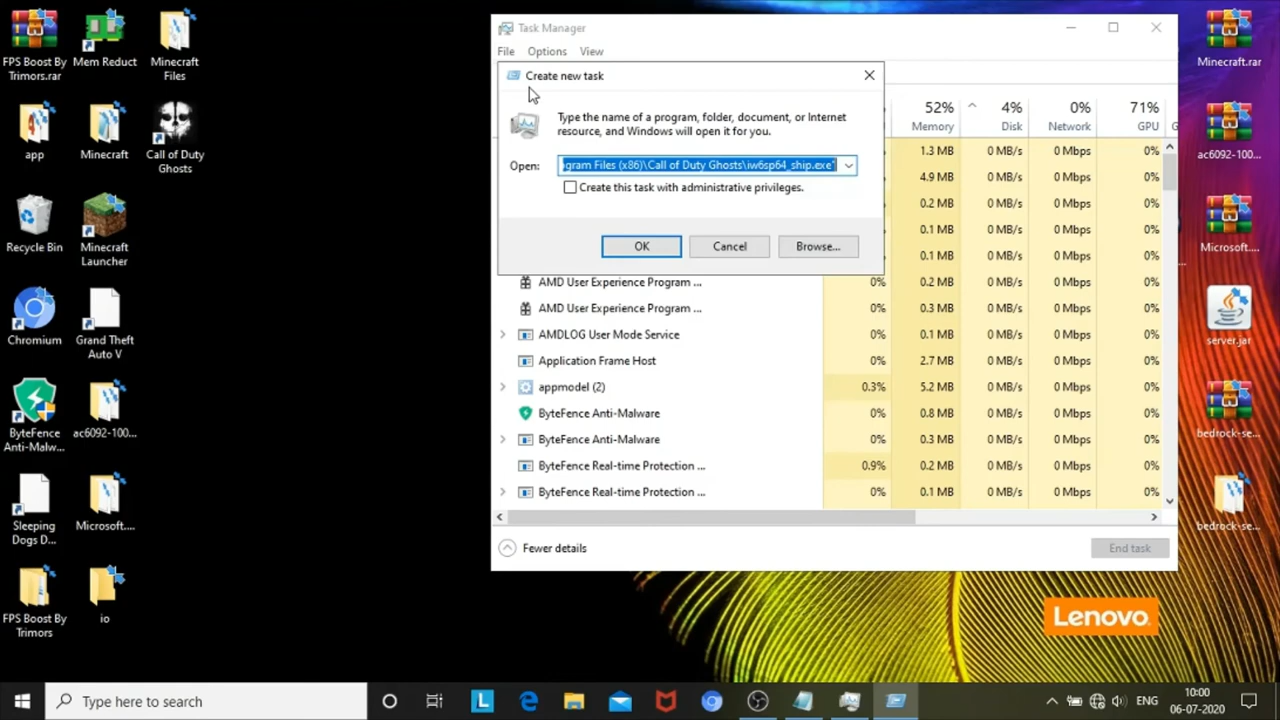 FPS Boost By
Trimors.rar
Mem Reduct
Minecraft
Files
app
Minecraft
Call of Duty
Ghosts
Recycle Bin
Minecraft
Launcher
Chromium
Grand Theft
Auto V
ByteFence
Anti-Malw...
ac6092-100...
Sleeping
Dogs D...
Microsoft....
FPS Boost By
Trimors
io
Task Manager
File Options View
Create new task
Type the name of a program, folder, document, or Internet
resource, and Windows will open it for you.
Open: gram Files (x86)\Call of Duty Ghosts\iw6sp64_ship.exe"
Create this task with administrative privileges.
OK Cancel Browse...
52% 4% 0% 71%
Memory Disk Network GPU G
1.3 MB 0 MB/s 0 Mbps 0%
4.9 MB 0 MB/s 0 Mbps 0%
0.2 MB 0 MB/s 0 Mbps 0%
0.1 MB 0 MB/s 0 Mbps 0%
0.1 MB 0 MB/s 0 Mbps 0%
AMD User Experience Program ... 0% 0.2 MB 0 MB/s 0 Mbps 0%
AMD User Experience Program ... 0% 0.3 MB 0 MB/s 0 Mbps 0%
AMDLOG User Mode Service 0% 0.1 MB 0 MB/s 0 Mbps 0%
Application Frame Host 0% 2.7 MB 0 MB/s 0 Mbps 0%
appmodel (2) 0.3% 5.2 MB 0 MB/s 0 Mbps 0%
ByteFence Anti-Malware 0% 0.8 MB 0 MB/s 0 Mbps 0%
ByteFence Anti-Malware 0% 0.3 MB 0 MB/s 0 Mbps 0%
ByteFence Real-time Protection ... 0.9% 0.2 MB 0 MB/s 0 Mbps 0%
ByteFence Real-time Protection ... 0% 0.1 MB 0 MB/s 0 Mbps 0%
Fewer details
End task
Minecraft.rar
ac6092-100...
Microsoft....
server.jar
bedrock-se...
bedrock-se...
Lenovo
Type here to search
L
ENG
10:00
06-07-2020